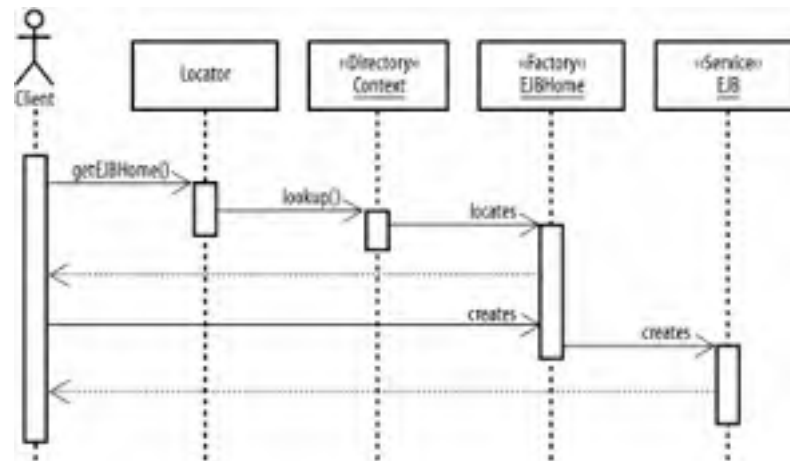 Client
Locator
«Directory»
Context
«Factory»
EJBHome
«Service»
EJB
getEJBHome()
lookup()
locates
creates
creates